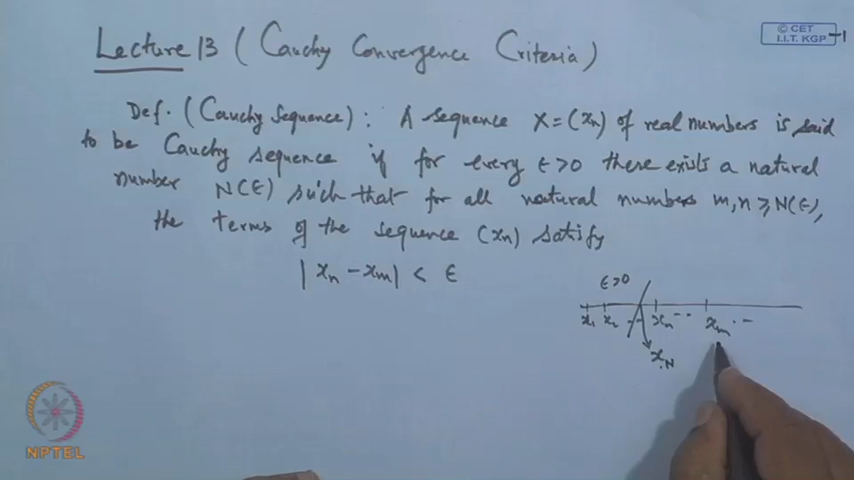 Lecture 13 ( Cauchy Convergence Criteria )
© CET
I.I.T. KGP
-1
Def. (Cauchy Sequence) : A sequence X = (xn) of real numbers is said
to be Cauchy sequence if for every ε>0 there exists a natural
number N(ε) such that for all natural numbers m,n ≥ N(ε),
the terms of the sequence (xn) satisfy
|xn - xm| < ε
ε>0
x1 x2 -- xn -- xm . -
xN
NPTEL